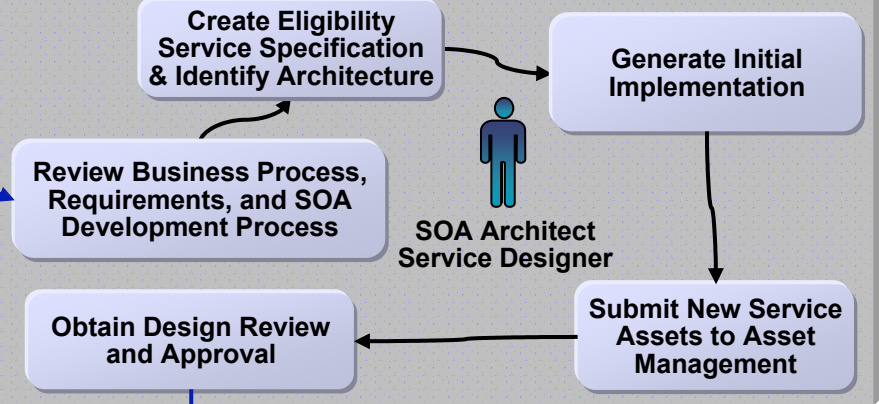 Create Eligibility
Service Specification
& Identify Architecture
Generate Initial
Implementation
Review Business Process,
Requirements, and SOA
Development Process
SOA Architect
Service Designer
Submit New Service
Assets to Asset
Management
Obtain Design Review
and Approval